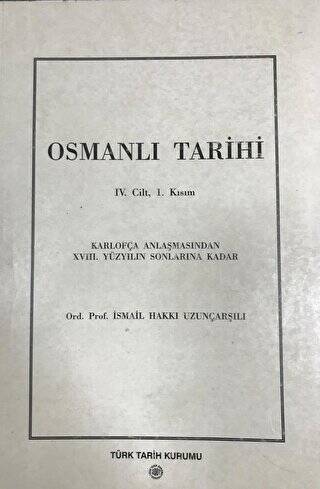 OSMANLI TARİHİ
IV. Cilt, 1. Kısım
KARLOFÇA ANLAŞMASINDAN
XVIII. YÜZYILIN SONLARINA KADAR
Ord. Prof. İSMAİL HAKKI UZUNÇARŞILI
TÜRK TARİH KURUMU